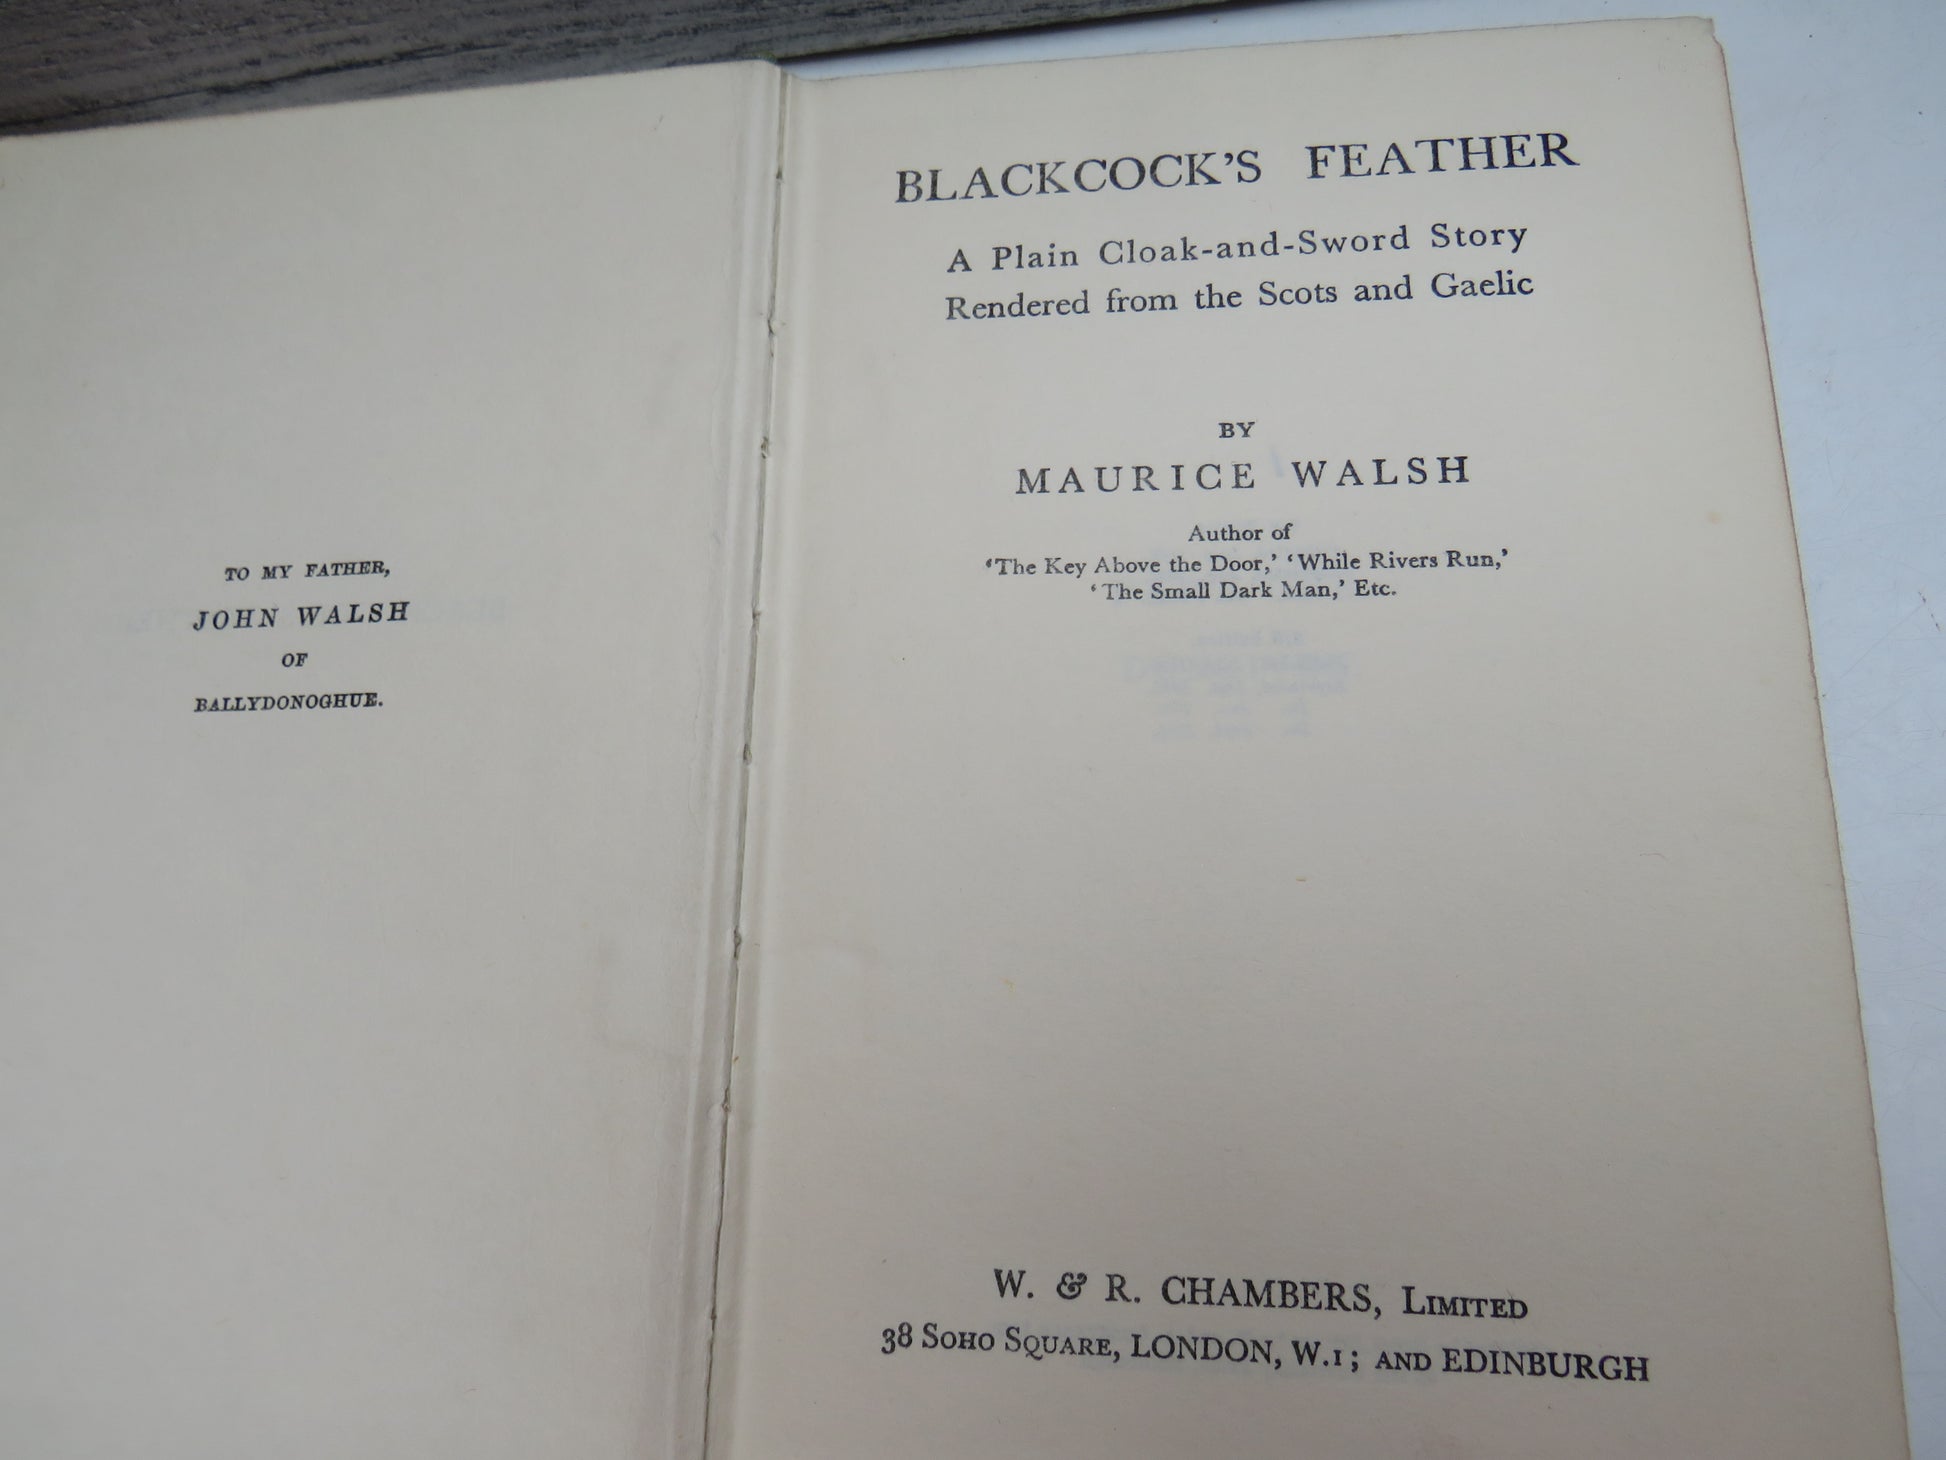 TO MY FATHER,
JOHN WALSH
OF
BALLYDONOGHUE.
BLACKCOCK'S FEATHER
A Plain Cloak-and-Sword Story
Rendered from the Scots and Gaelic
BY
MAURICE WALSH
Author of
‘The Key Above the Door,’ ‘While Rivers Run,’
‘The Small Dark Man,’ Etc.
W. & R. CHAMBERS, LIMITED
38 SOHO SQUARE, LONDON, W.1; AND EDINBURGH